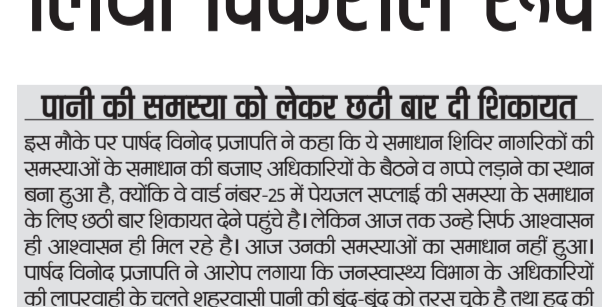 लिया विकराल रूप
पानी की समस्या को लेकर छठी बार दी शिकायत
इस मौके पर पार्षद विनोद प्रजापति ने कहा कि ये समाधान शिविर नागरिकों की
समस्याओं के समाधान की बजाए अधिकारियों के बैठने व गप्पे लड़ाने का स्थान
बना हुआ है, क्योंकि वे वार्ड नंबर-25 में पेयजल सप्लाई की समस्या के समाधान
के लिए छठी बार शिकायत देने पहुंचे है। लेकिन आज तक उन्हे सिर्फ आश्वासन
ही आश्वासन ही मिल रहे है। आज उनकी समस्याओं का समाधान नहीं हुआ।
पार्षद विनोद प्रजापति ने आरोप लगाया कि जनस्वास्थ्य विभाग के अधिकारियों
की लापरवाही के चलते शहरवासी पानी की बूंद-बूंद को तरस चुके है तथा हद की